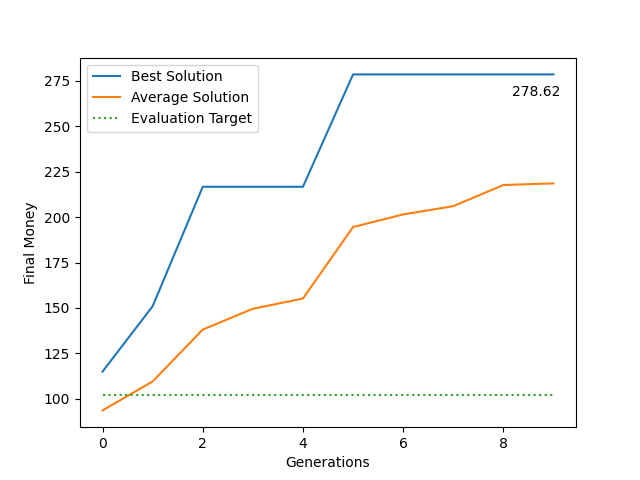 Best Solution
Average Solution
Evaluation Target
278.62
275
250
225
200
175
150
125
100
Final Money
0 2 4 6 8
Generations